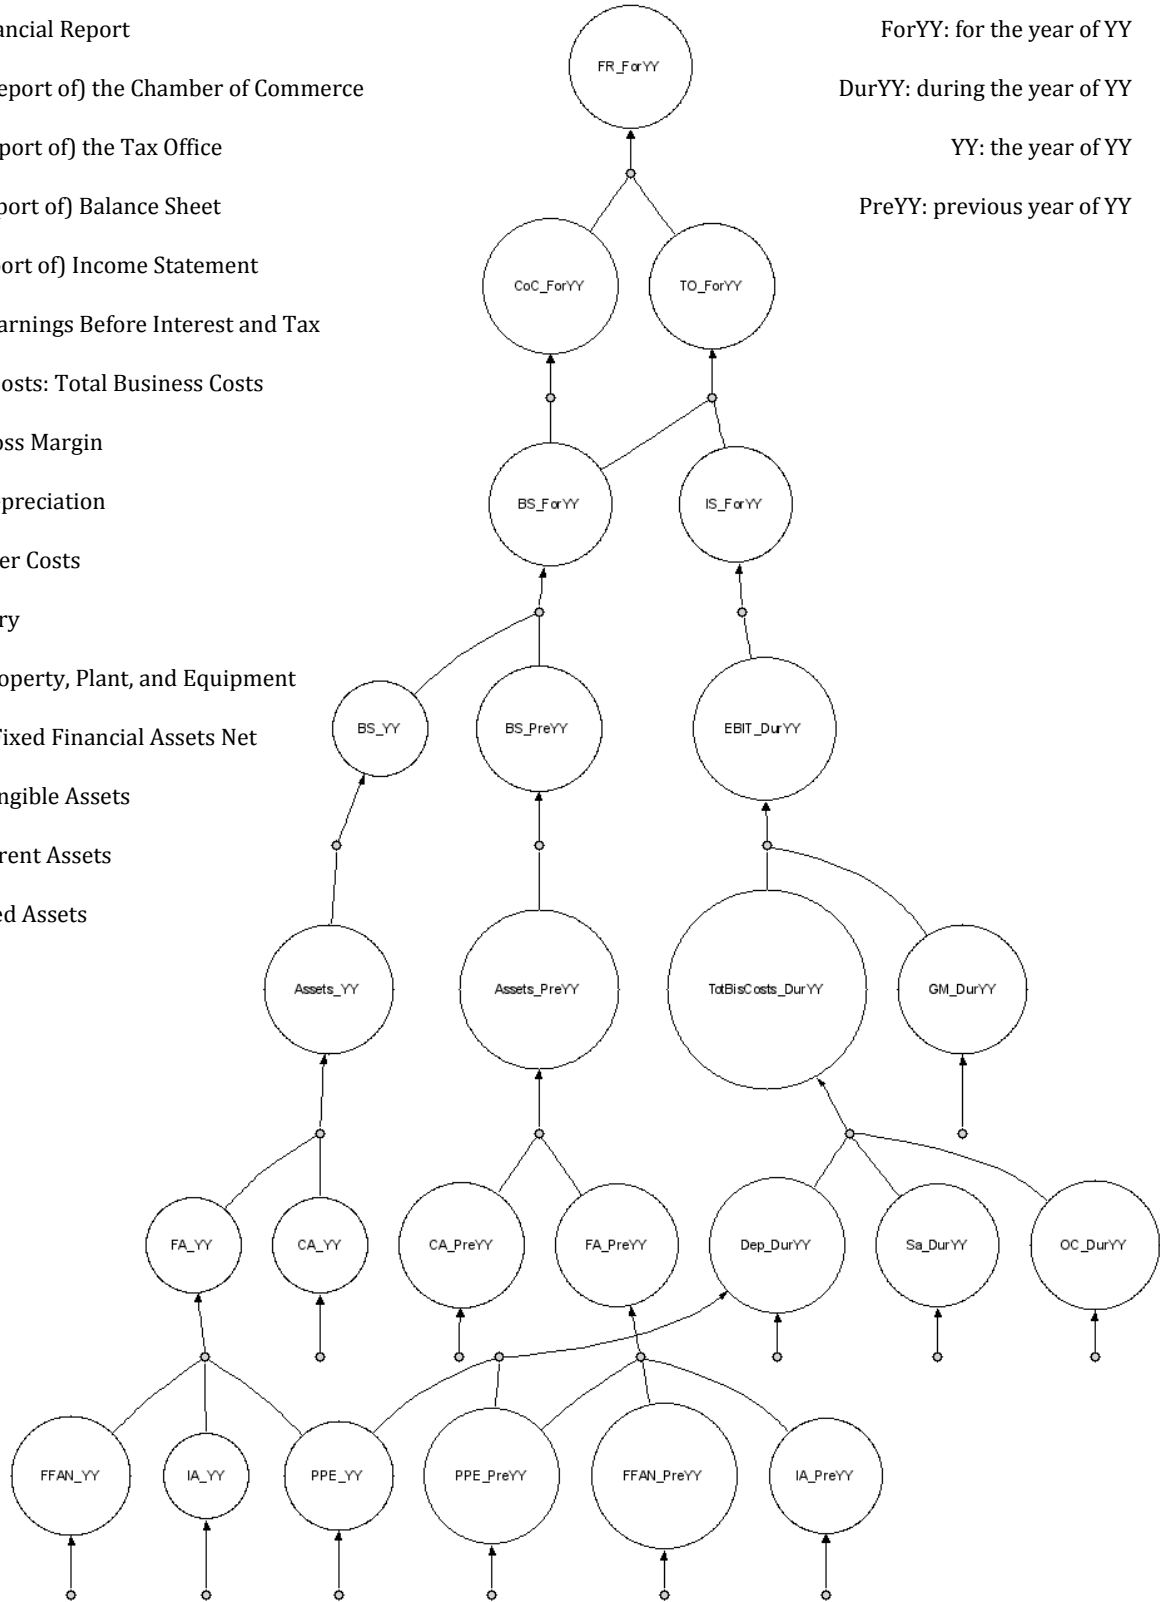 ancial Report
ForYY: for the year of YY
eport of) the Chamber of Commerce
DurYY: during the year of YY
port of) the Tax Office
YY: the year of YY
port of) Balance Sheet
PreYY: previous year of YY
ort of) Income Statement
arnings Before Interest and Tax
osts: Total Business Costs
oss Margin
preciation
er Costs
ry
operty, Plant, and Equipment
Fixed Financial Assets Net
ngible Assets
rent Assets
ed Assets
FR_ForYY
CoC_ForYY
TO_ForYY
BS_ForYY
IS_ForYY
BS_YY
BS_PreYY
EBIT_DurYY
Assets_YY
Assets_PreYY
TotBisCosts_DurYY
GM_DurYY
FA_YY
CA_YY
CA_PreYY
FA_PreYY
Dep_DurYY
Sa_DurYY
OC_DurYY
FFAN_YY
IA_YY
PPE_YY
PPE_PreYY
FFAN_PreYY
IA_PreYY